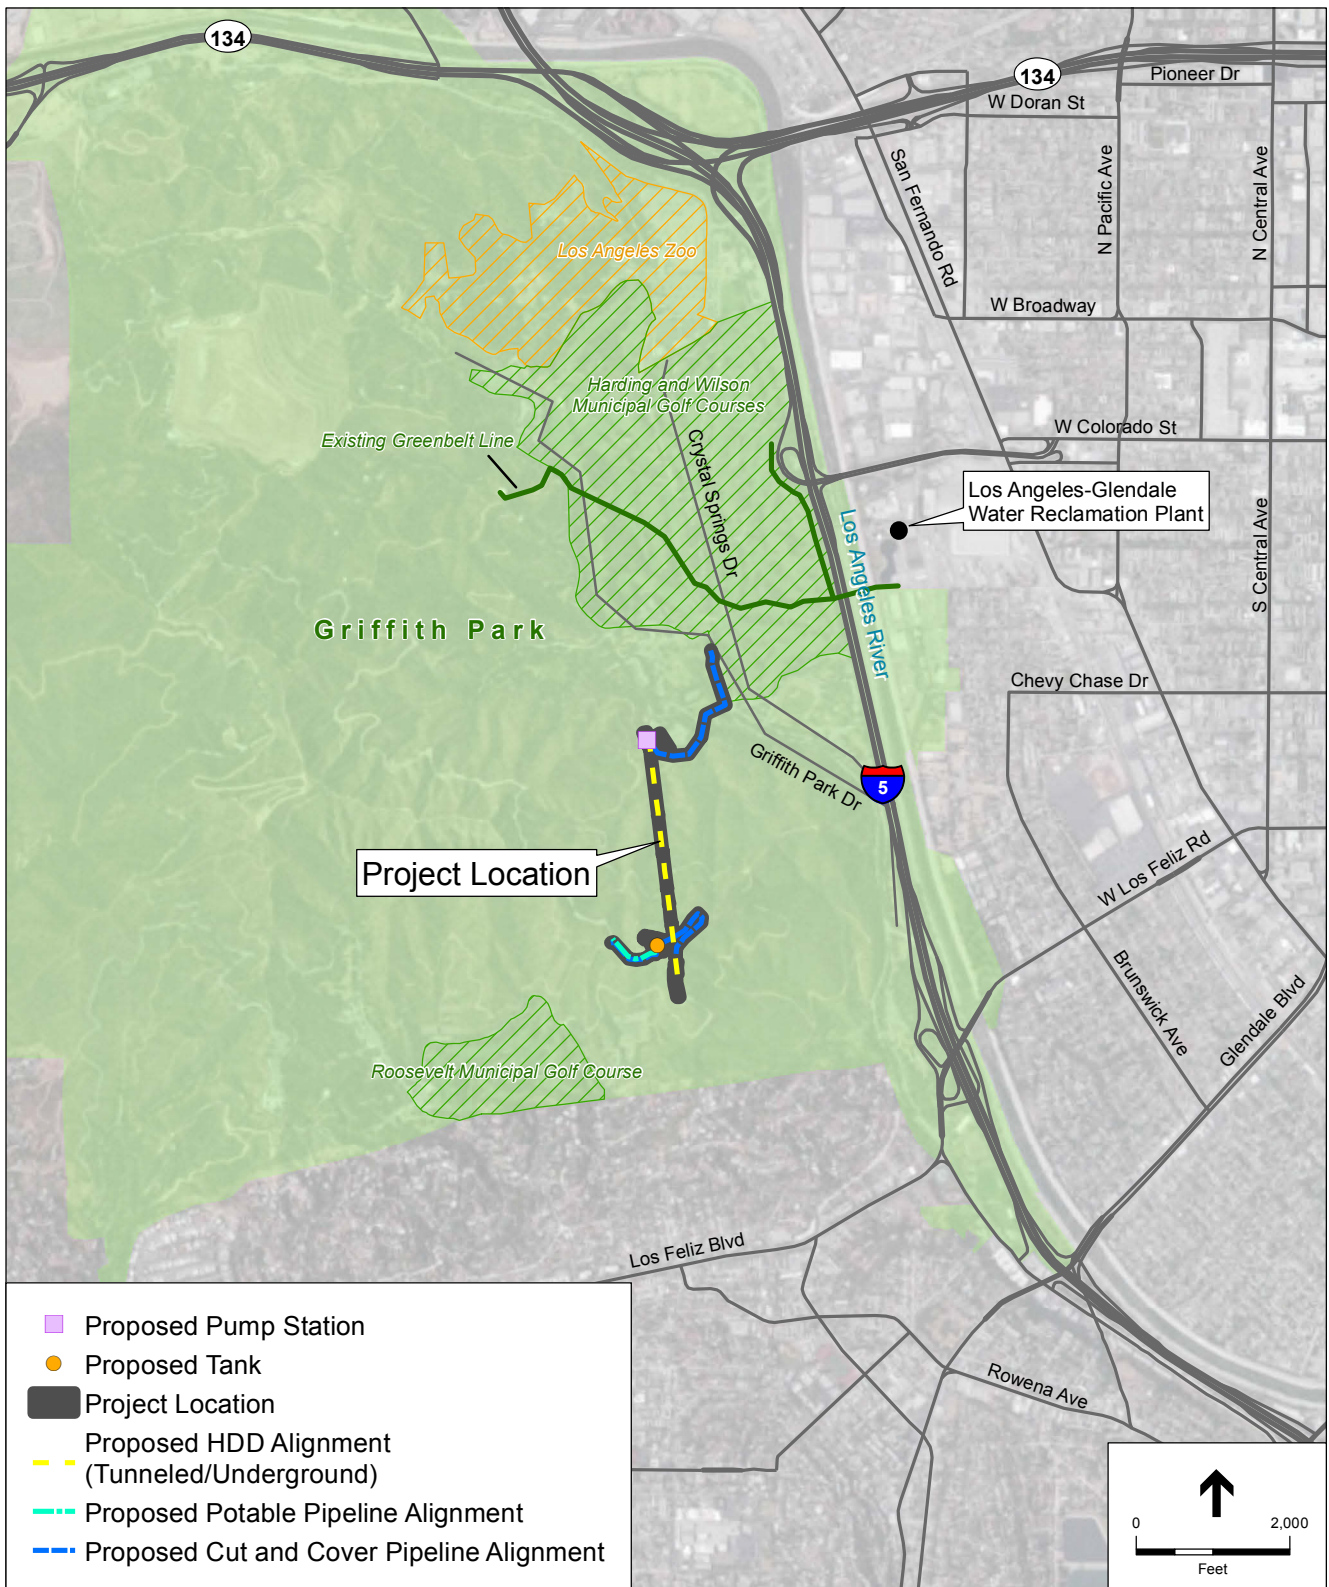 134
134
Pioneer Dr
W Doran St
San Fernando Rd
N Pacific Ave
N Central Ave
Los Angeles Zoo
W Broadway
Harding and Wilson
Municipal Golf Courses
Existing Greenbelt Line
Crystal Springs Dr
W Colorado St
Los Angeles-Glendale
Water Reclamation Plant
Los Angeles River
S Central Ave
Griffith Park
Chevy Chase Dr
Griffith Park Dr
5
Project Location
W Los Feliz Rd
Brunswick Ave
Glendale Blvd
Roosevelt Municipal Golf Course
Los Feliz Blvd
Rowena Ave
Proposed Pump Station
Proposed Tank
Project Location
Proposed HDD Alignment
(Tunneled/Underground)
Proposed Potable Pipeline Alignment
Proposed Cut and Cover Pipeline Alignment
0 2,000
Feet